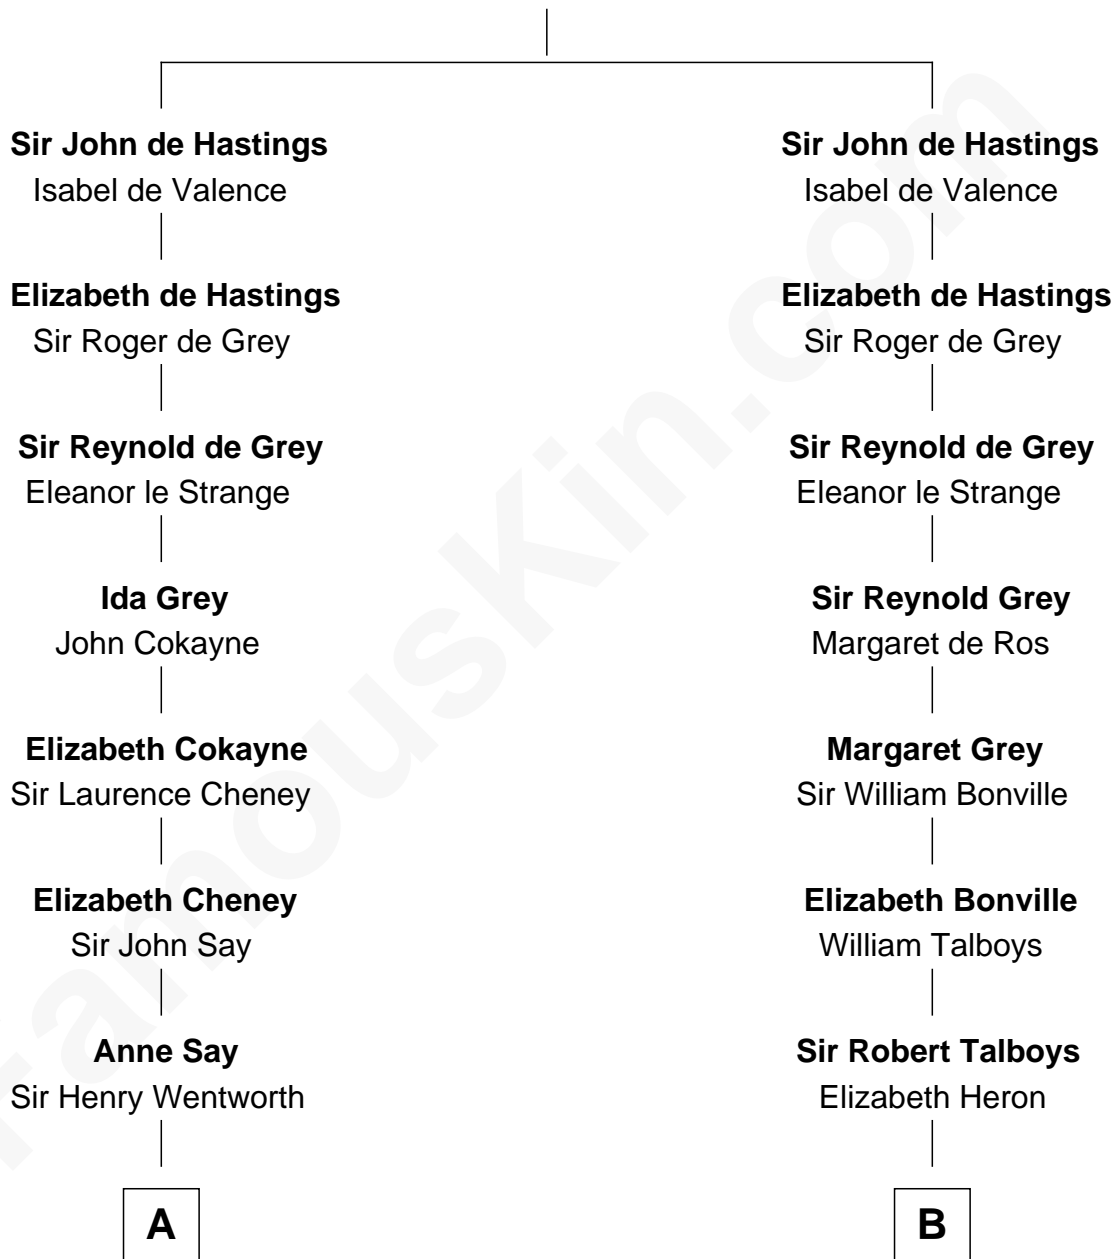 Sir John de Hastings
Isabel de Valence
Elizabeth de Hastings
Sir Roger de Grey
Sir Reynold de Grey
Eleanor le Strange
Ida Grey
John Cokayne
Elizabeth Cokayne
Sir Laurence Cheney
Elizabeth Cheney
Sir John Say
Anne Say
Sir Henry Wentworth
A
Sir John de Hastings
Isabel de Valence
Elizabeth de Hastings
Sir Roger de Grey
Sir Reynold de Grey
Eleanor le Strange
Sir Reynold Grey
Margaret de Ros
Margaret Grey
Sir William Bonville
Elizabeth Bonville
William Talboys
Sir Robert Talboys
Elizabeth Heron
B
FamousKin.com